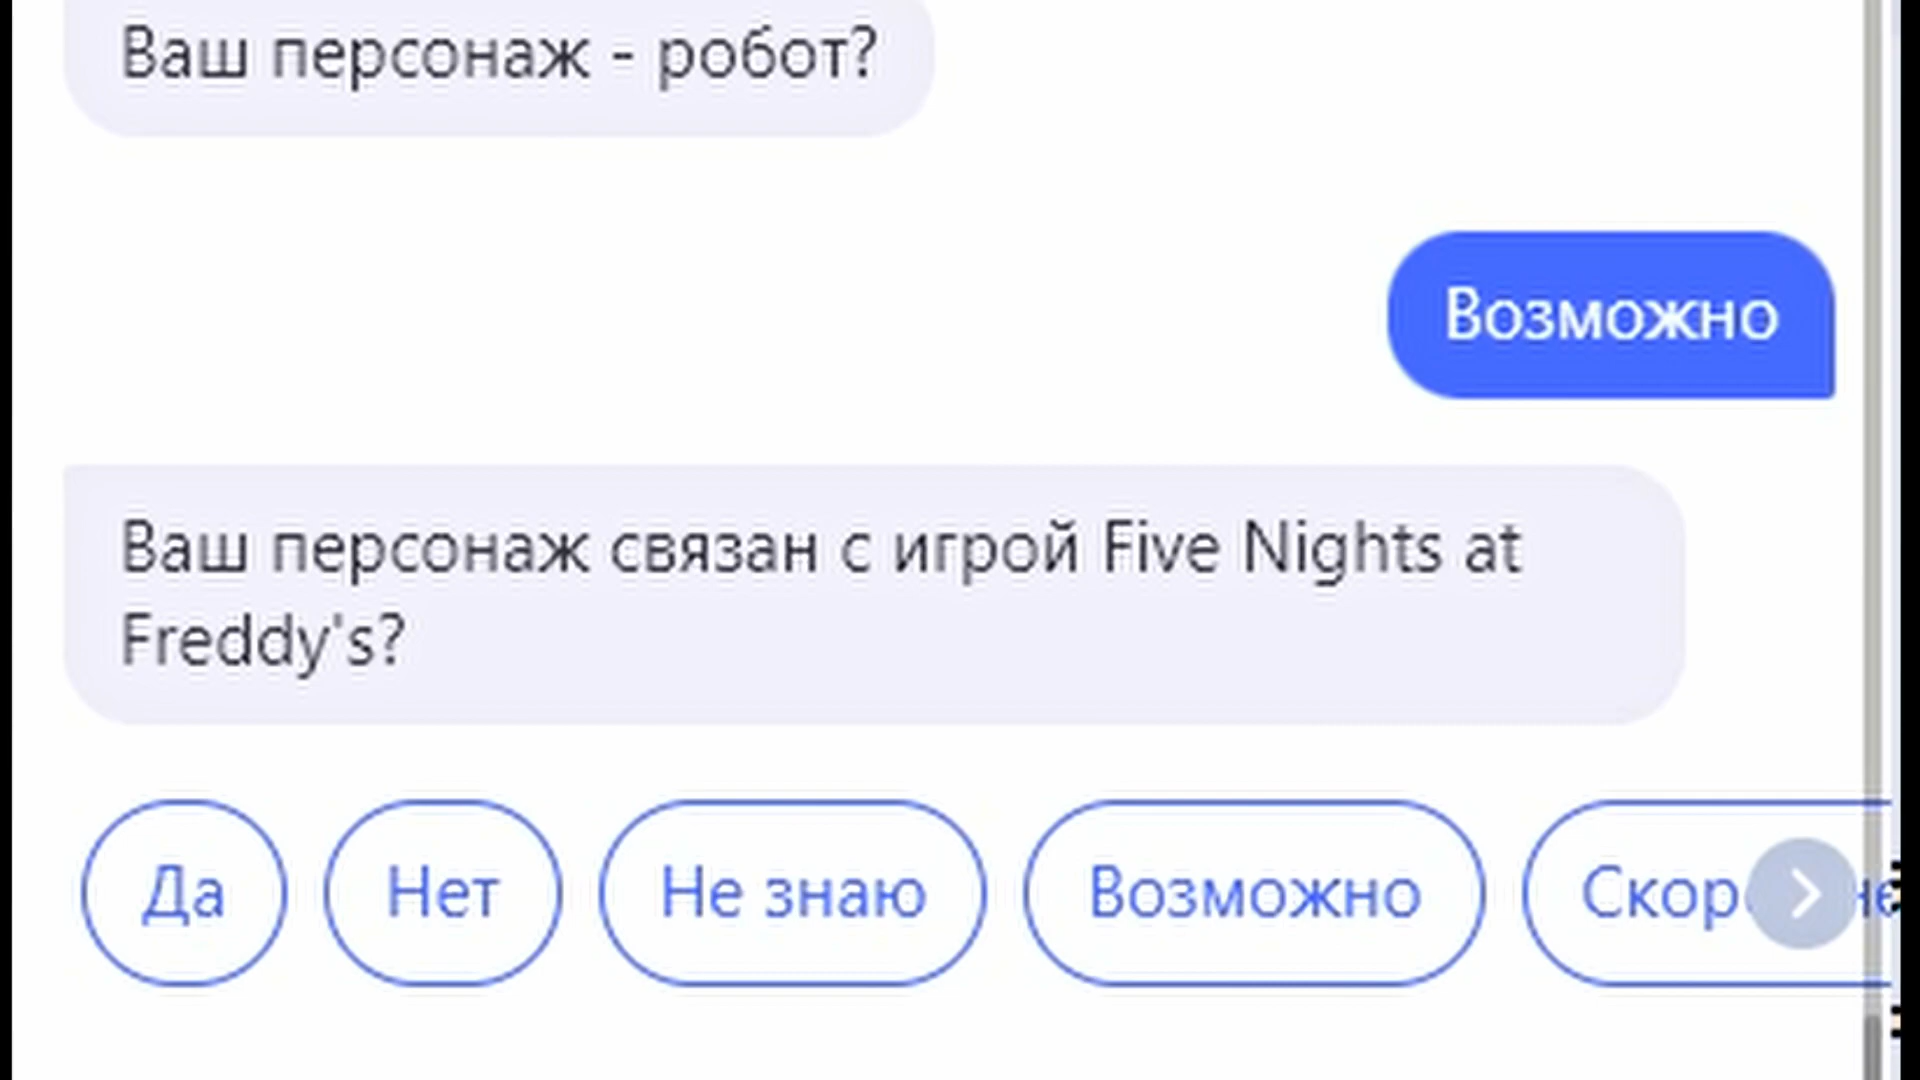 Ваш персонаж - робот?
Возможно
Ваш персонаж связан с игрой Five Nights at
Freddy's?
Да
Нет
Не знаю
Возможно